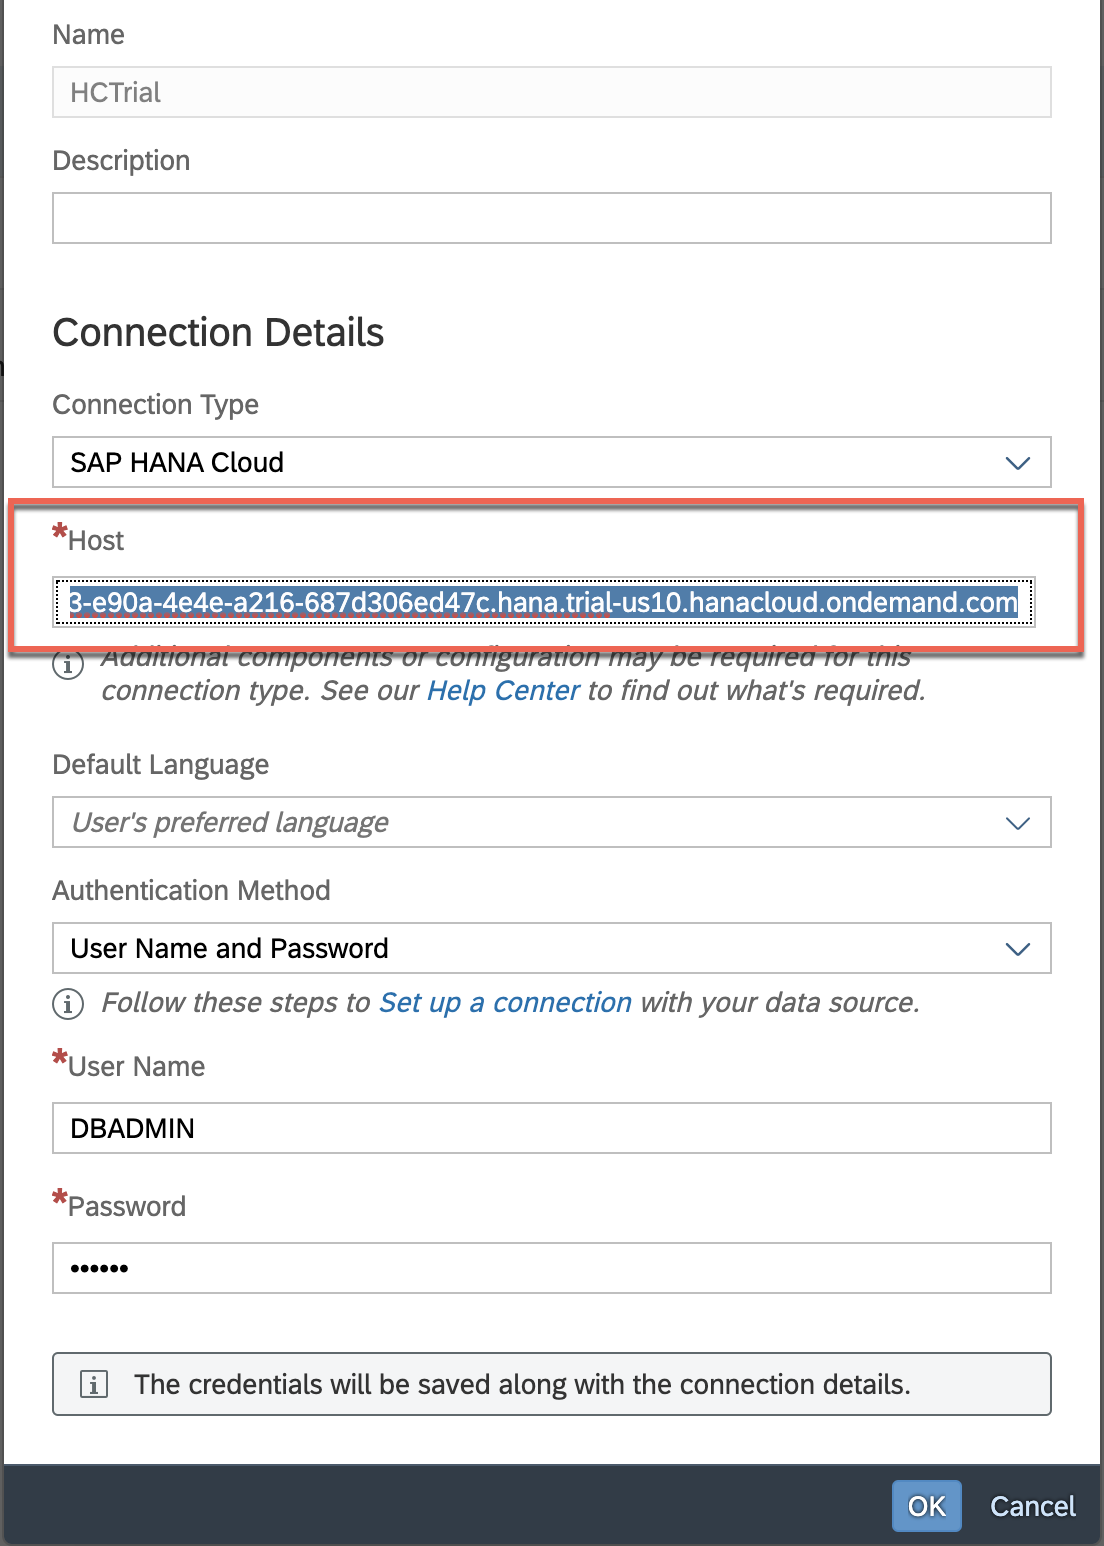 Name
HCTrial
Description
Connection Details
Connection Type
SAP HANA Cloud
*Host
3-e90a-4e4e-a216-687d306ed47c.hana.trial-us10.hanacloud.ondemand.com
Additional components or configuration may be required for this
connection type. See our Help Center to find out what's required.
Default Language
User's preferred language
Authentication Method
User Name and Password
Follow these steps to Set up a connection with your data source.
*User Name
DBADMIN
*Password
••••••
The credentials will be saved along with the connection details.
OK Cancel